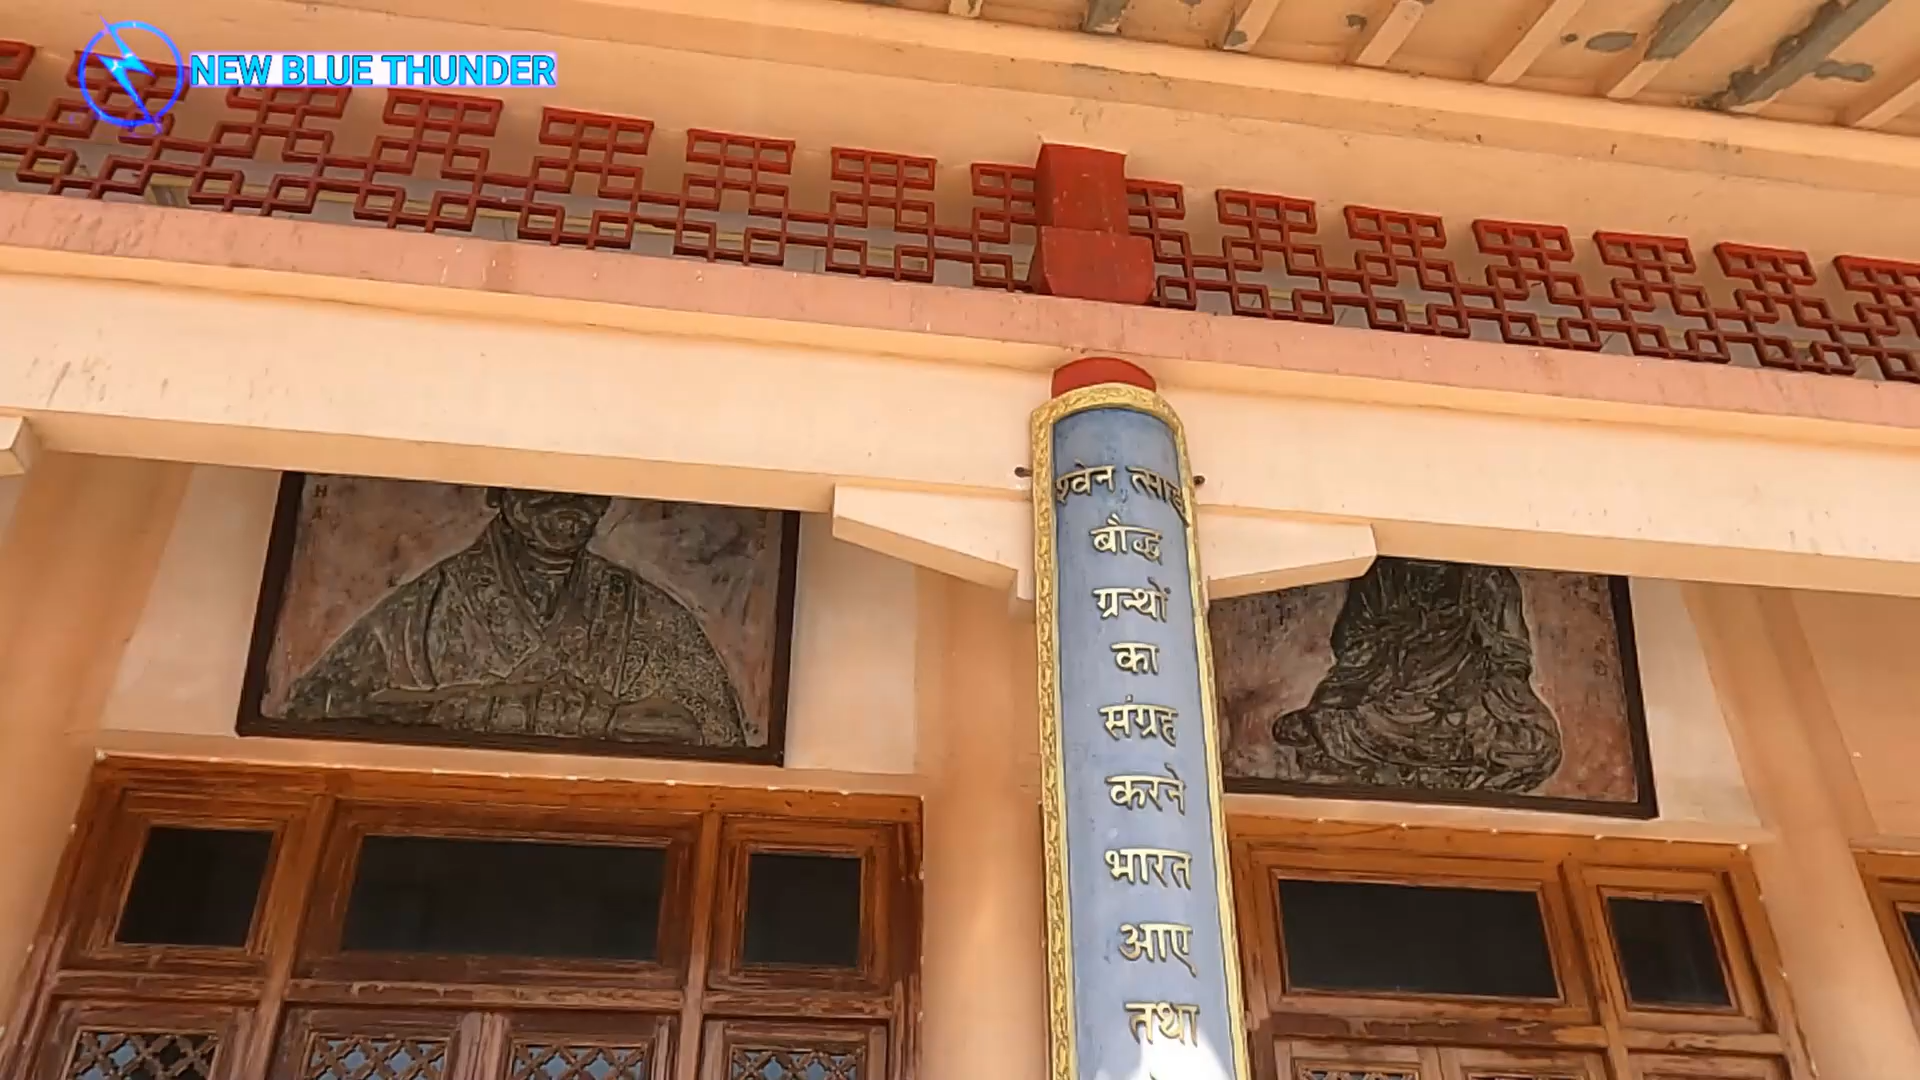 NEW BLUE THUNDER
श्वेन त्साङ
बौद्ध
ग्रन्थों
का
संग्रह
करने
भारत
आए
तथा